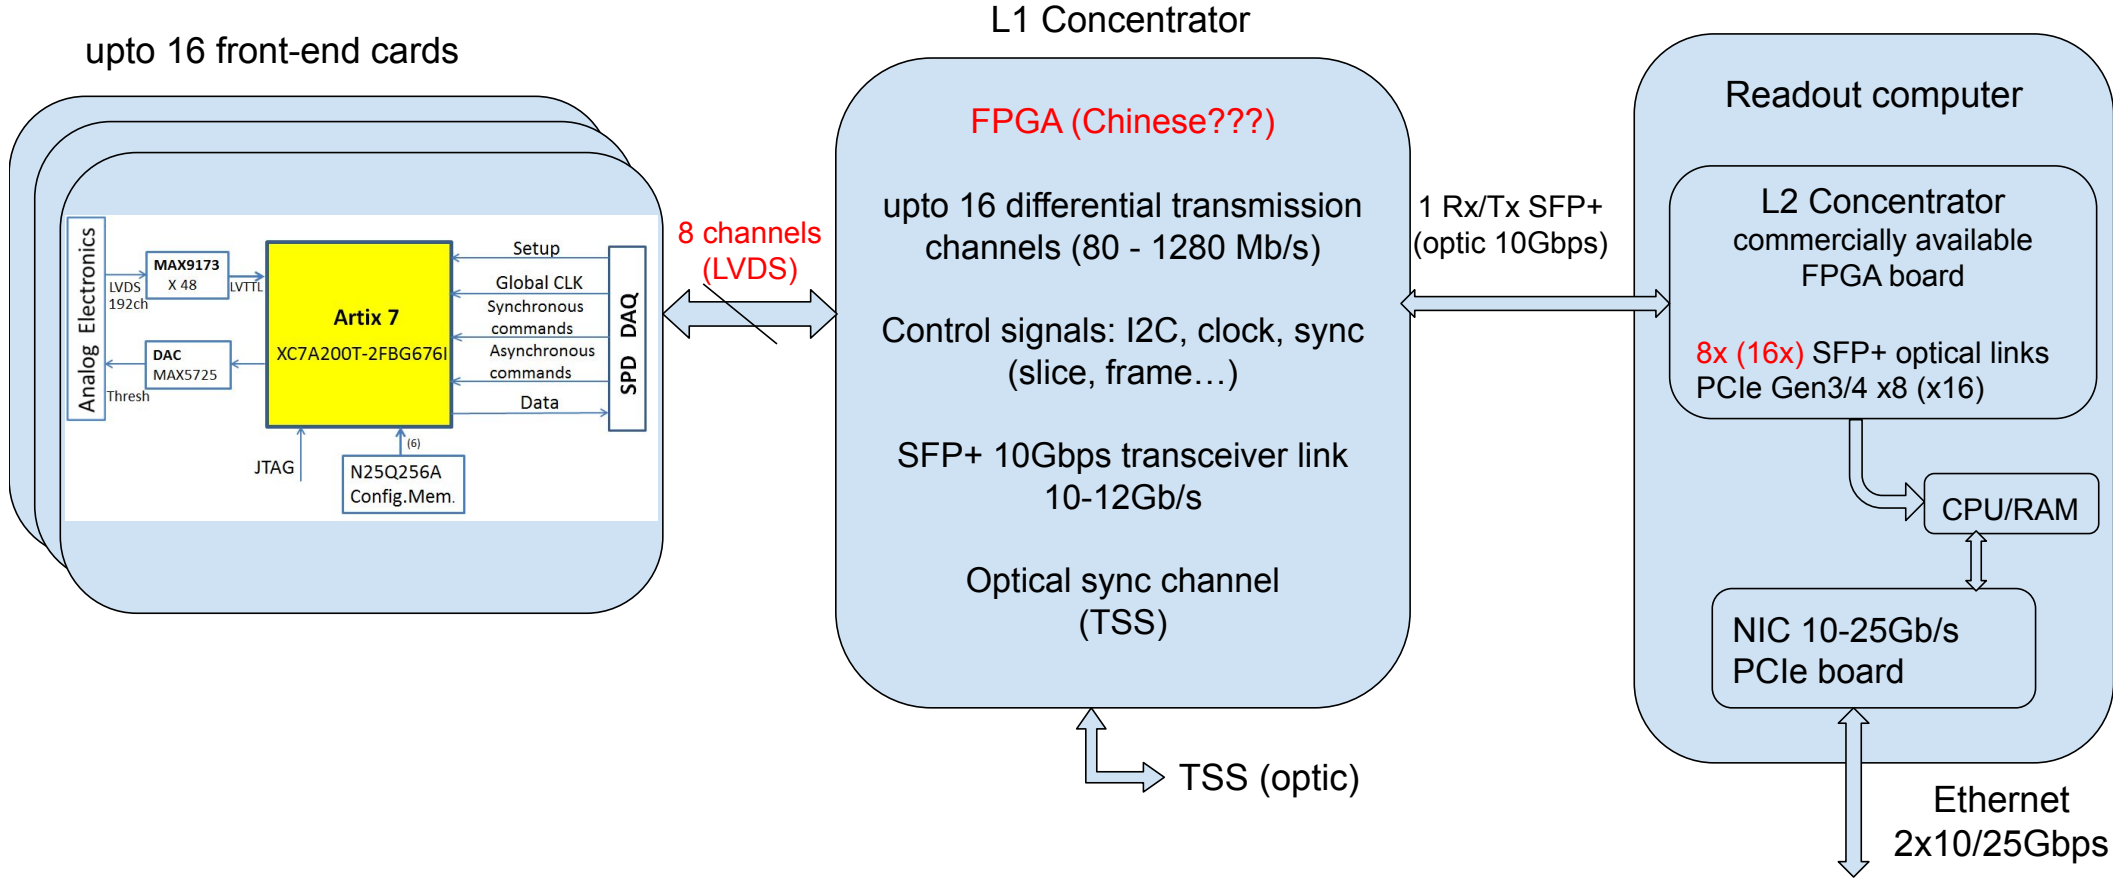 L1 Concentrator
upto 16 front-end cards
Analog Electronics
LVDS
192ch
MAX9173
X 48
LVTTL
DAC
MAX5725
Thresh
Artix 7
XC7A200T-2FBG676I
JTAG
(6)
N25Q256A
Config.Mem.
Setup
Global CLK
Synchronous
commands
Asynchronous
commands
Data
SPD DAQ
8 channels
(LVDS)
FPGA (Chinese???)
upto 16 differential transmission
channels (80 - 1280 Mb/s)
Control signals: I2C, clock, sync
(slice, frame…)
SFP+ 10Gbps transceiver link
10-12Gb/s
Optical sync channel
(TSS)
TSS (optic)
1 Rx/Tx SFP+
(optic 10Gbps)
Readout computer
L2 Concentrator
commercially available
FPGA board
8x (16x) SFP+ optical links
PCIe Gen3/4 x8 (x16)
CPU/RAM
NIC 10-25Gb/s
PCIe board
Ethernet
2x10/25Gbps